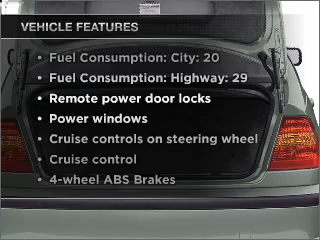 VEHICLE FEATURES
• Fuel Consumption: City: 20
• Fuel Consumption: Highway: 29
• Remote power door locks
• Power windows
• Cruise controls on steering wheel
• Cruise control
• 4-wheel ABS Brakes